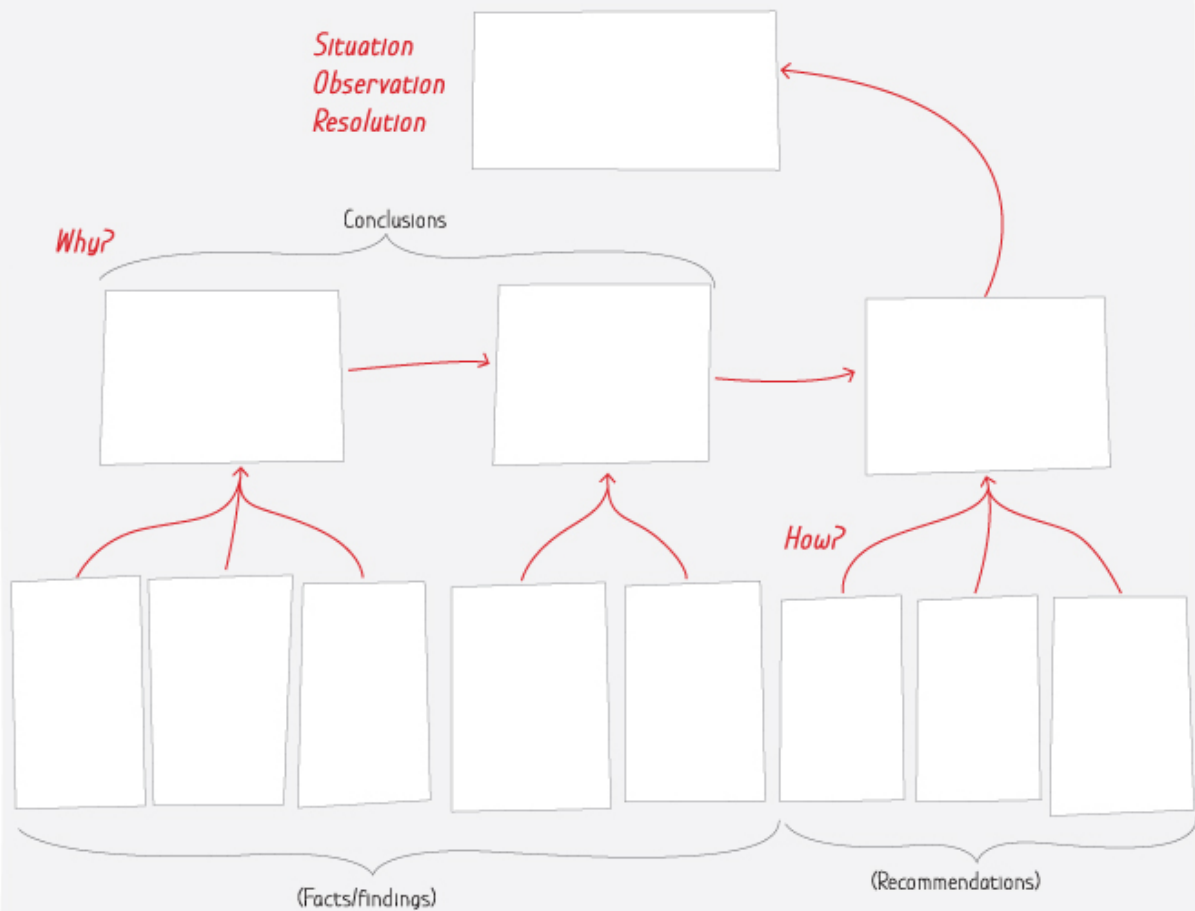 Situation
Observation
Resolution
Conclusions
Why?
How?
(Facts/findings)
(Recommendations)